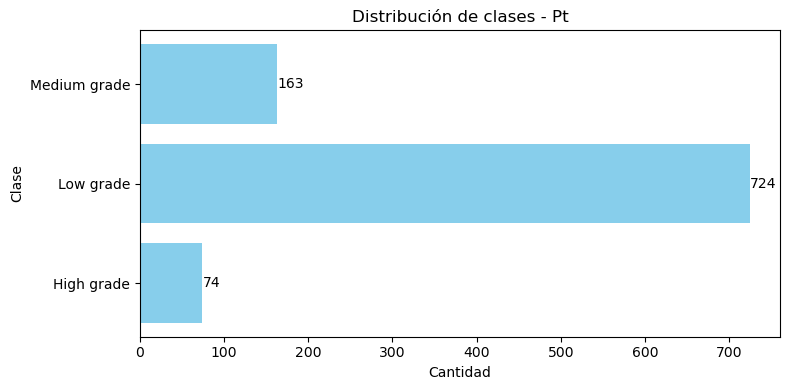 Distribución de clases - Pt
Clase
Medium grade
163
Low grade
724
High grade
74
0 100 200 300 400 500 600 700
Cantidad